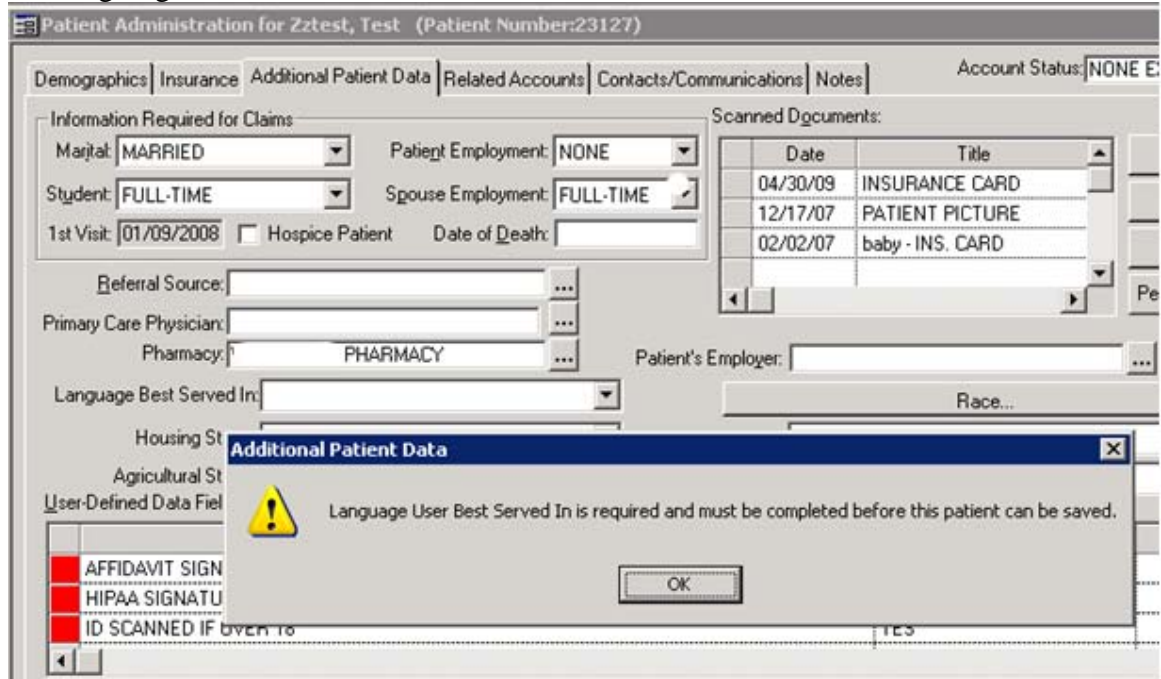 Patient Administration for Zztest, Test (Patient Number:23127)
Demographics Insurance Additional Patient Data Related Accounts Contacts/Communications Notes Account Status: NONE
Information Required for Claims Scanned Documents:
Marital: MARRIED Patient Employment: NONE Date Title
Student: FULL-TIME Spouse Employment: FULL-TIME 04/30/09 INSURANCE CARD
12/17/07 PATIENT PICTURE
1st Visit: 01/09/2008 Hospice Patient Date of Death: 02/02/07 baby - INS. CARD
Referral Source: ... Pe
Primary Care Physician: ...
Pharmacy: PHARMACY ... Patient's Employer: ...
Language Best Served In: Race...
Housing St
Additional Patient Data
Agricultural St
User-Defined Data Fiel
Language User Best Served In is required and must be completed before this patient can be saved.
AFFIDAVIT SIGN
OK
HIPAA SIGNATU
ID SCANNED IF OVER 18 YES